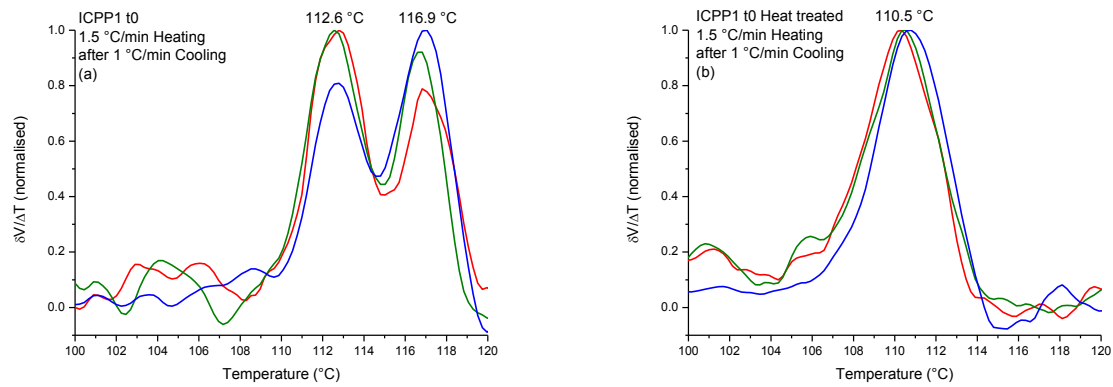 ICPP1 t0
1.5 °C/min Heating
after 1 °C/min Cooling
(a)
112.6 °C
116.9 °C
δV/ΔT (normalised)
1.0
0.8
0.6
0.4
0.2
0.0
100 102 104 106 108 110 112 114 116 118 120
Temperature (°C)
ICPP1 t0 Heat treated
1.5 °C/min Heating
after 1 °C/min Cooling
(b)
110.5 °C
δV/ΔT (normalised)
1.0
0.8
0.6
0.4
0.2
0.0
100 102 104 106 108 110 112 114 116 118 120
Temperature (°C)